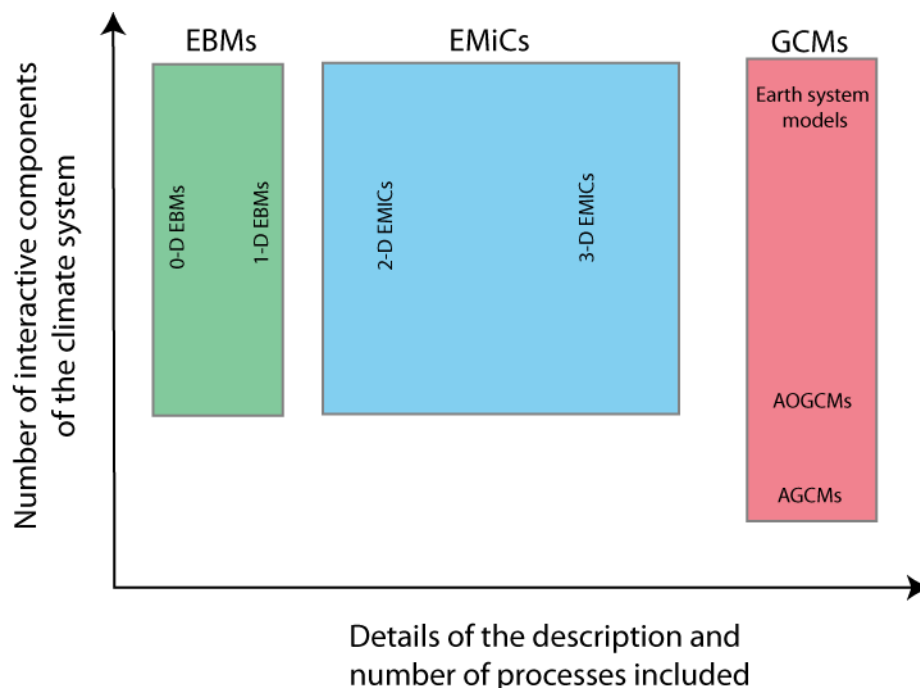 EBMs
EMiCs
GCMs
Number of interactive components
of the climate system
0-D EBMs
1-D EBMs
2-D EMICs
3-D EMICs
Earth system
models
AOGCMs
AGCMs
Details of the description and
number of processes included